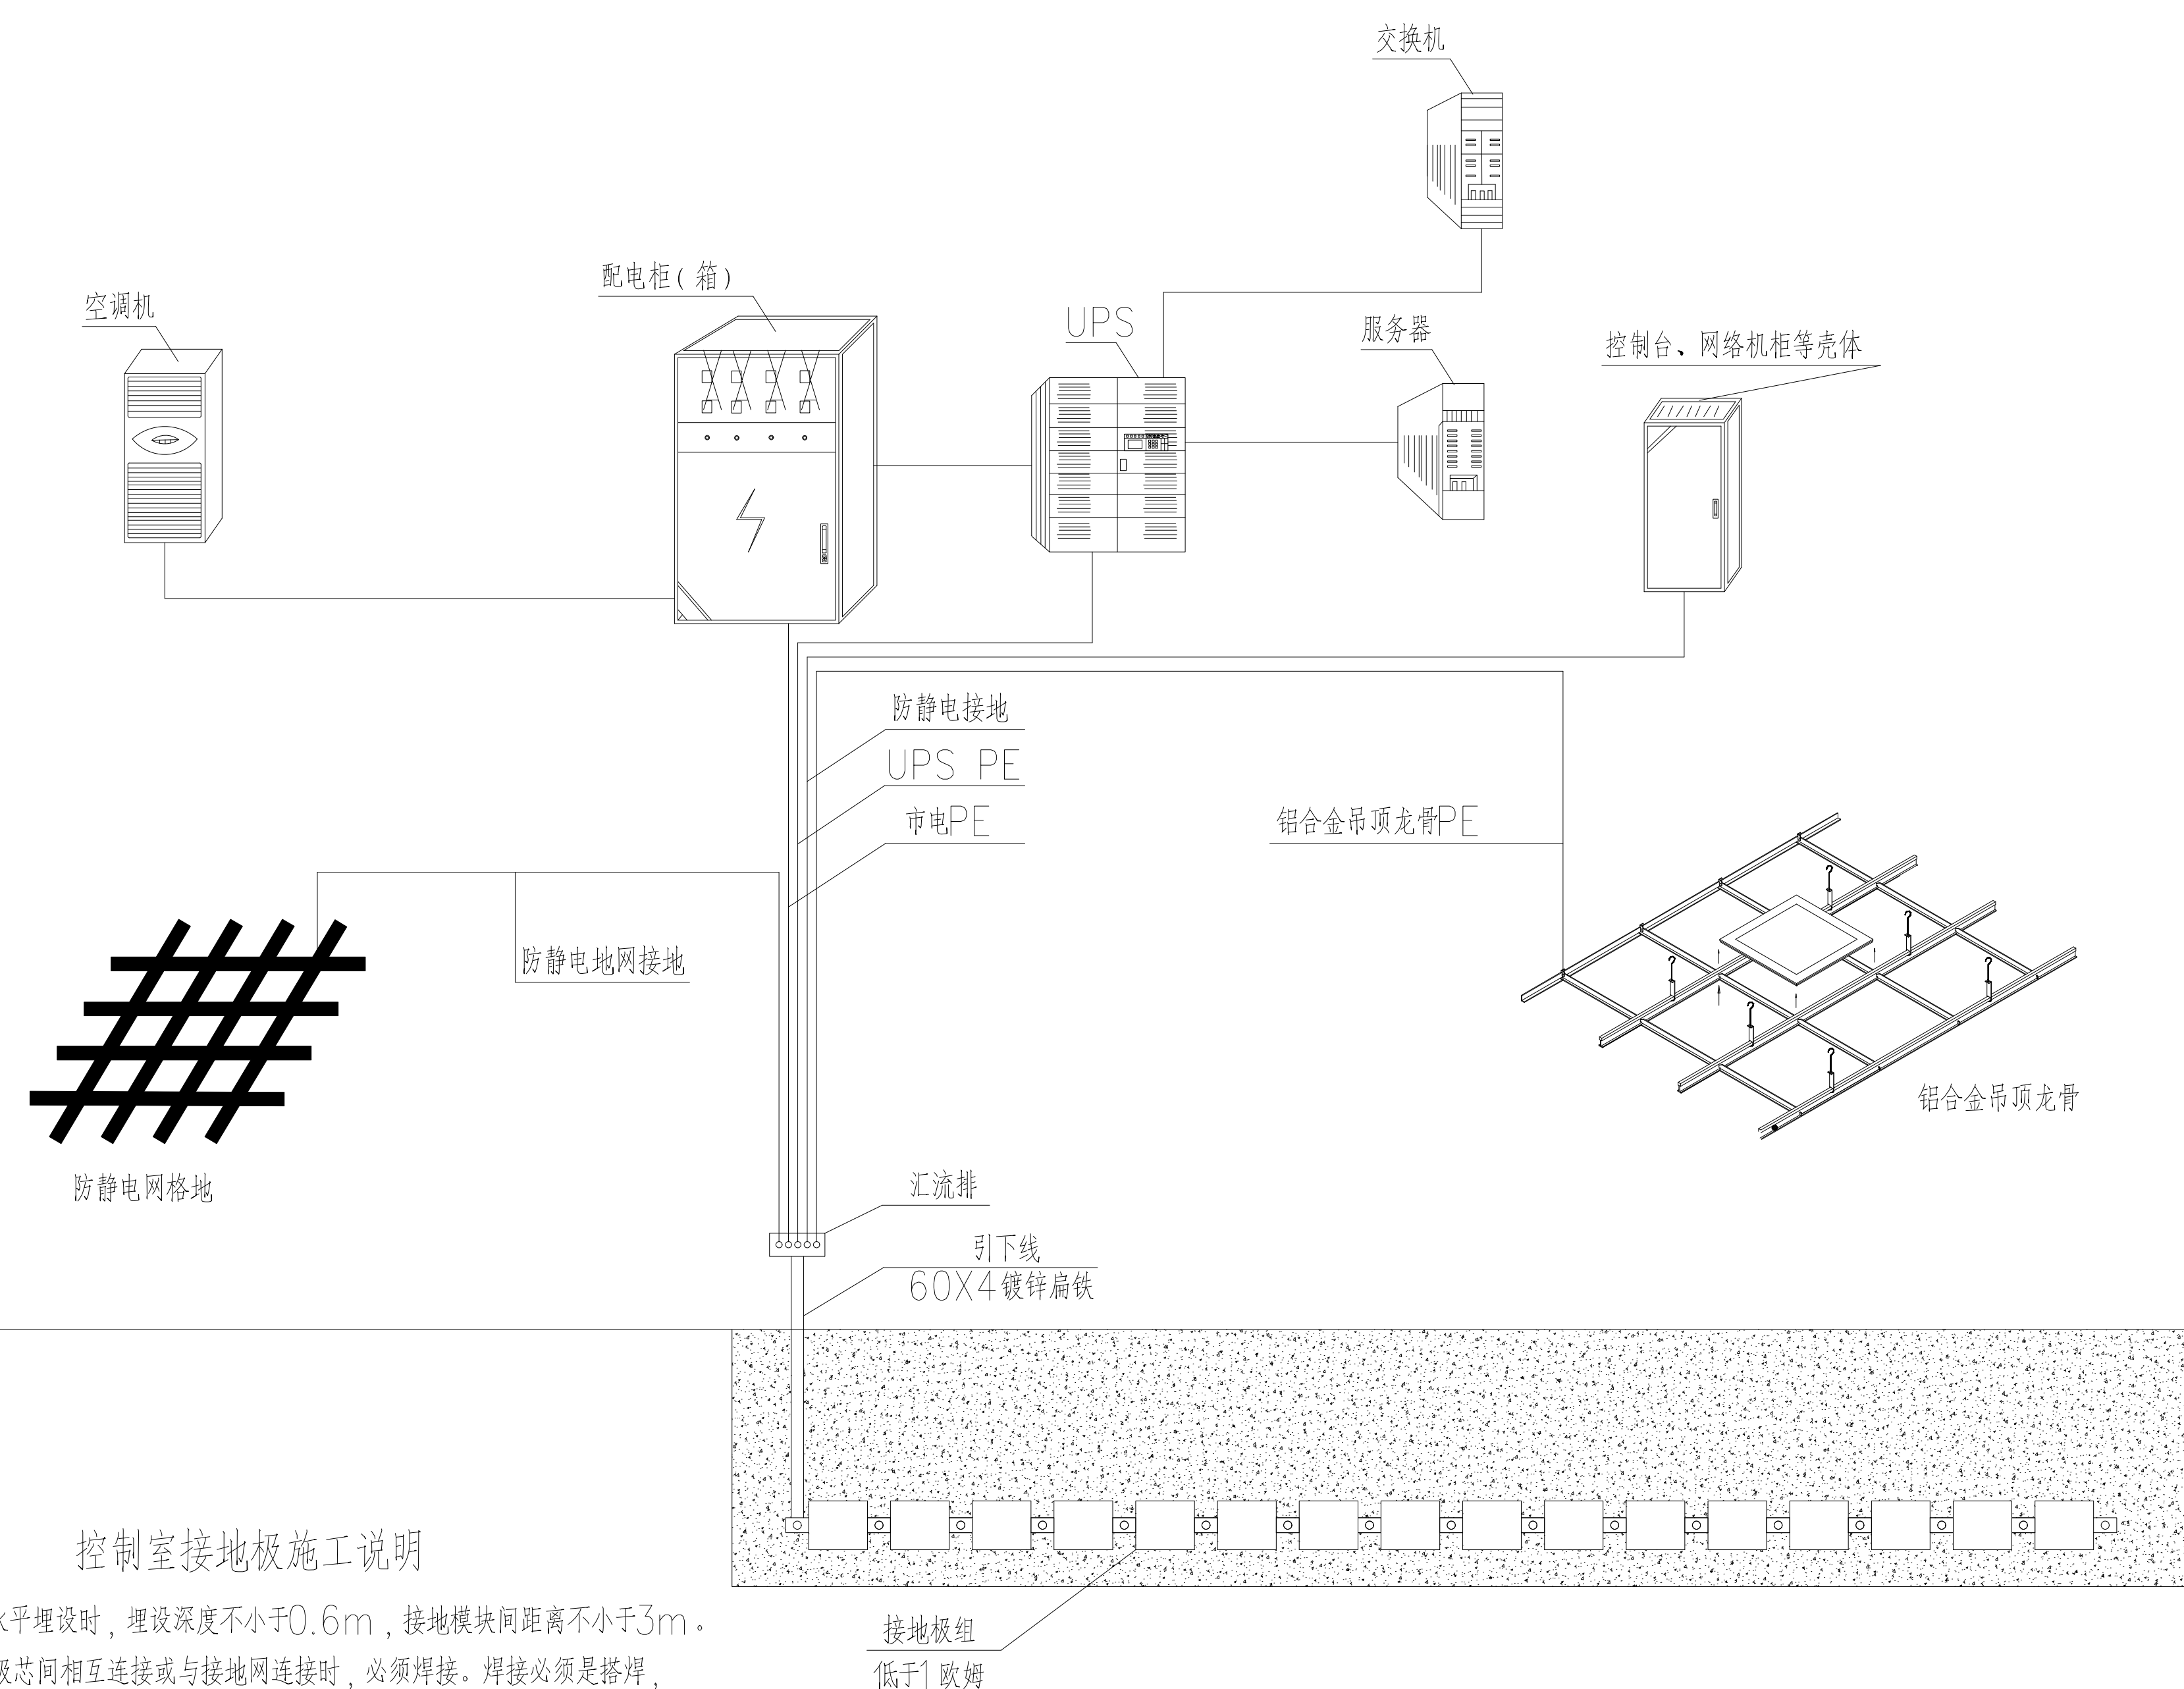 交换机
配电柜(箱)
空调机
UPS
服务器
控制台、网络机柜等壳体
防静电接地
UPS PE
市电PE
铝合金吊顶龙骨PE
防静电地网接地
铝合金吊顶龙骨
防静电网格地
汇流排
引下线
60X4镀锌扁铁
控制室接地极施工说明
水平埋设时，埋设深度不小于0.6m，接地模块间距离不小于3m。
极芯间相互连接或与接地网连接时，必须焊接。焊接必须是搭焊，
接地极组
低于1欧姆